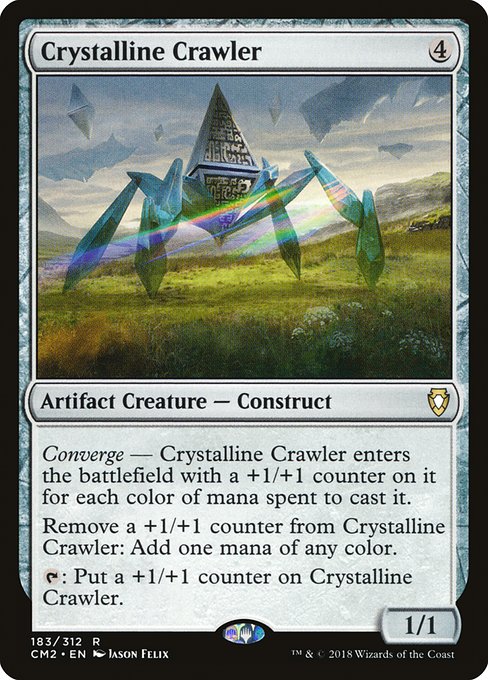 Crystalline Crawler 4
Artifact Creature — Construct
Converge — Crystalline Crawler enters
the battlefield with a +1/+1 counter on it
for each color of mana spent to cast it.
Remove a +1/+1 counter from Crystalline
Crawler: Add one mana of any color.
: Put a +1/+1 counter on Crystalline
Crawler.
1/1
183/312 R
CM2 • EN Jason Felix
™ & © 2018 Wizards of the Coast